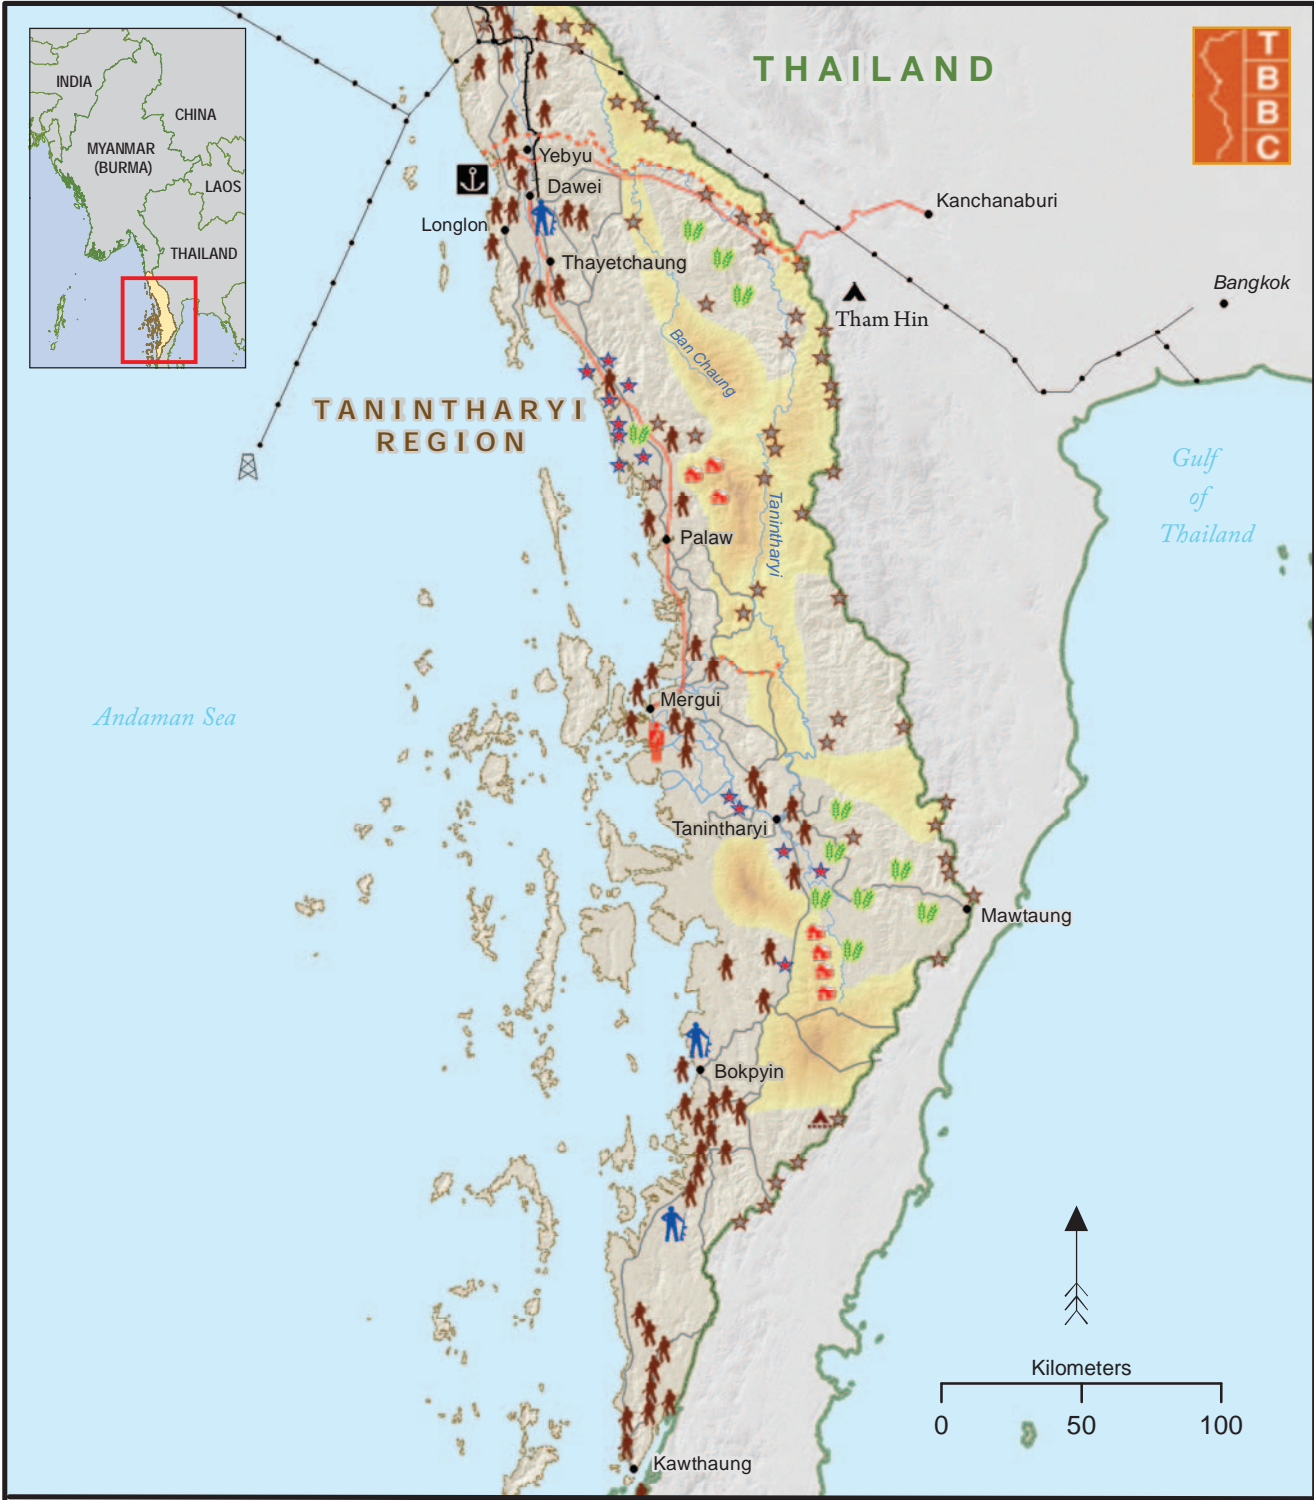 THAILAND
T
B
B
C
INDIA
CHINA
MYANMAR
(BURMA)
LAOS
THAILAND
Yebyu
Dawei
Kanchanaburi
Longlon
Thayetchaung
Bangkok
Tham Hin
Ban Chaung
TANINTHARYI
REGION
Gulf
of
Thailand
Tanintharyi
Palaw
Mergui
Andaman Sea
Tanintharyi
Mawtaung
Bokpyin
Kilometers
0 50 100
Kawthaung